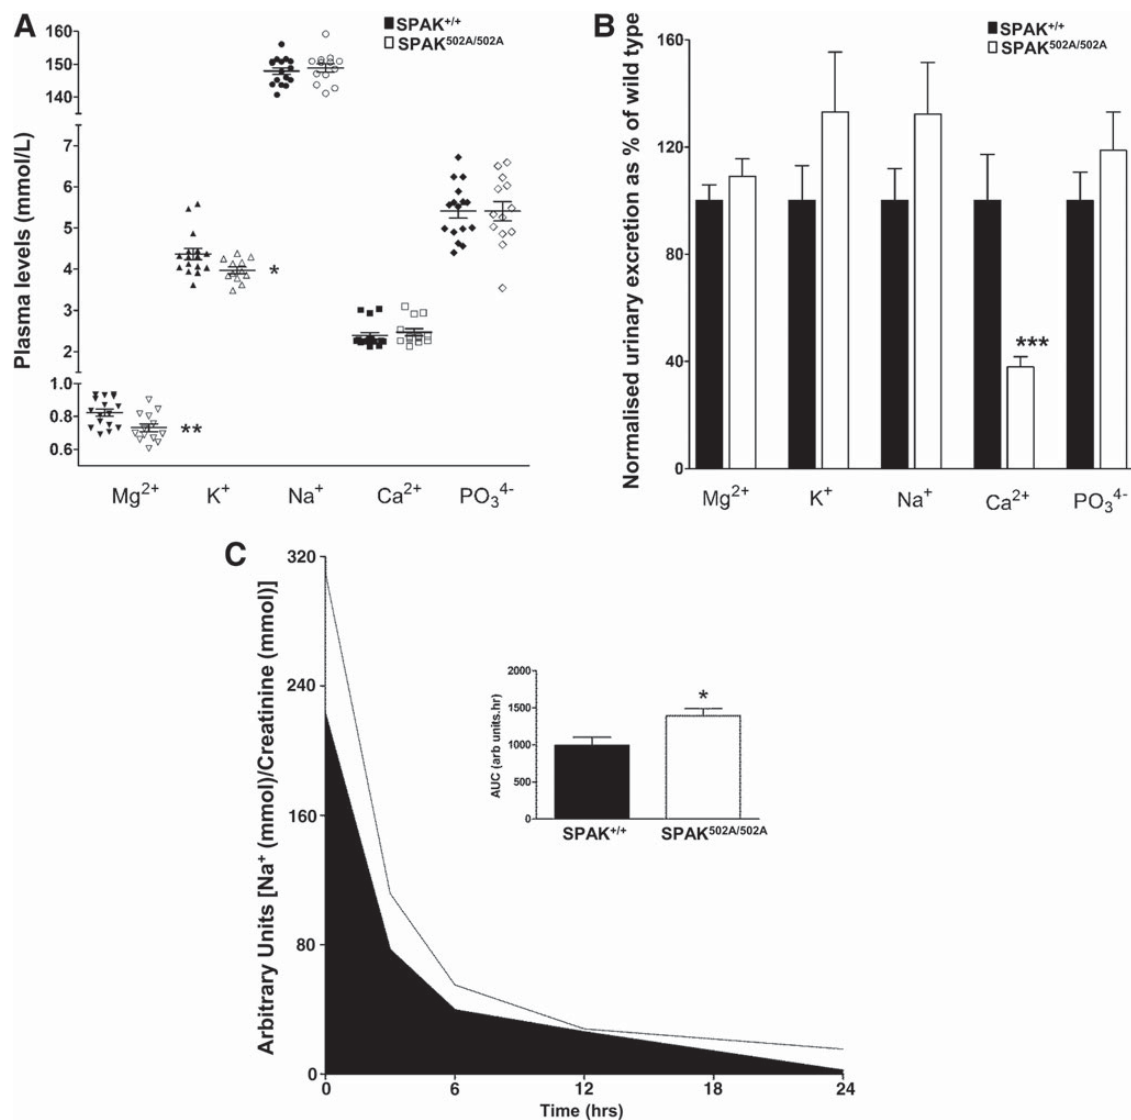 A
■ SPAK+/+
□ SPAK502A/502A
Plasma levels (mmol/L)
160
150
140
7
6
5
4
3
2
1.0
0.8
0.6
*
**
Mg2+ K+ Na+ Ca2+ PO34-
B
■ SPAK+/+
□ SPAK502A/502A
Normalised urinary excretion as % of wild type
160
120
80
40
0
***
Mg2+ K+ Na+ Ca2+ PO34-
C
Arbitrary Units [Na+ (mmol)/Creatinine (mmol)]
320
240
160
80
0
0 6 12 18 24
Time (hrs)
AUC (arb units.hr)
2000
1500
1000
500
0
*
SPAK+/+ SPAK502A/502A